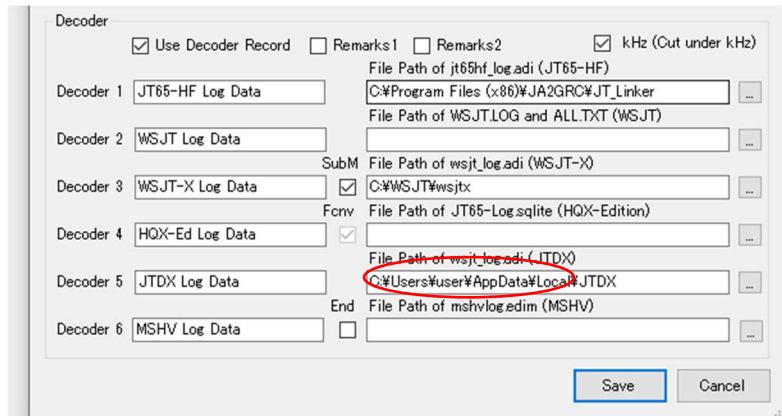 Decoder
Use Decoder Record Remarks1 Remarks2 kHz (Cut under kHz)
File Path of jt65hf_log.adi (JT65-HF)
Decoder 1 JT65-HF Log Data C:¥Program Files (x86)¥JA2GRC¥JT_Linker ...
File Path of WSJT.LOG and ALL.TXT (WSJT)
Decoder 2 WSJT Log Data ...
SubM File Path of wsjt_log.adi (WSJT-X)
Decoder 3 WSJT-X Log Data C:¥WSJT¥wsjtx ...
Fcnv File Path of JT65-Log.sqlite (HQX-Edition)
Decoder 4 HQX-Ed Log Data ...
File Path of wsjt_log.adi (JTDX)
Decoder 5 JTDX Log Data C:¥Users¥user¥AppData¥Local¥JTDX ...
End File Path of mshvlog.edim (MSHV)
Decoder 6 MSHV Log Data ...
Save Cancel